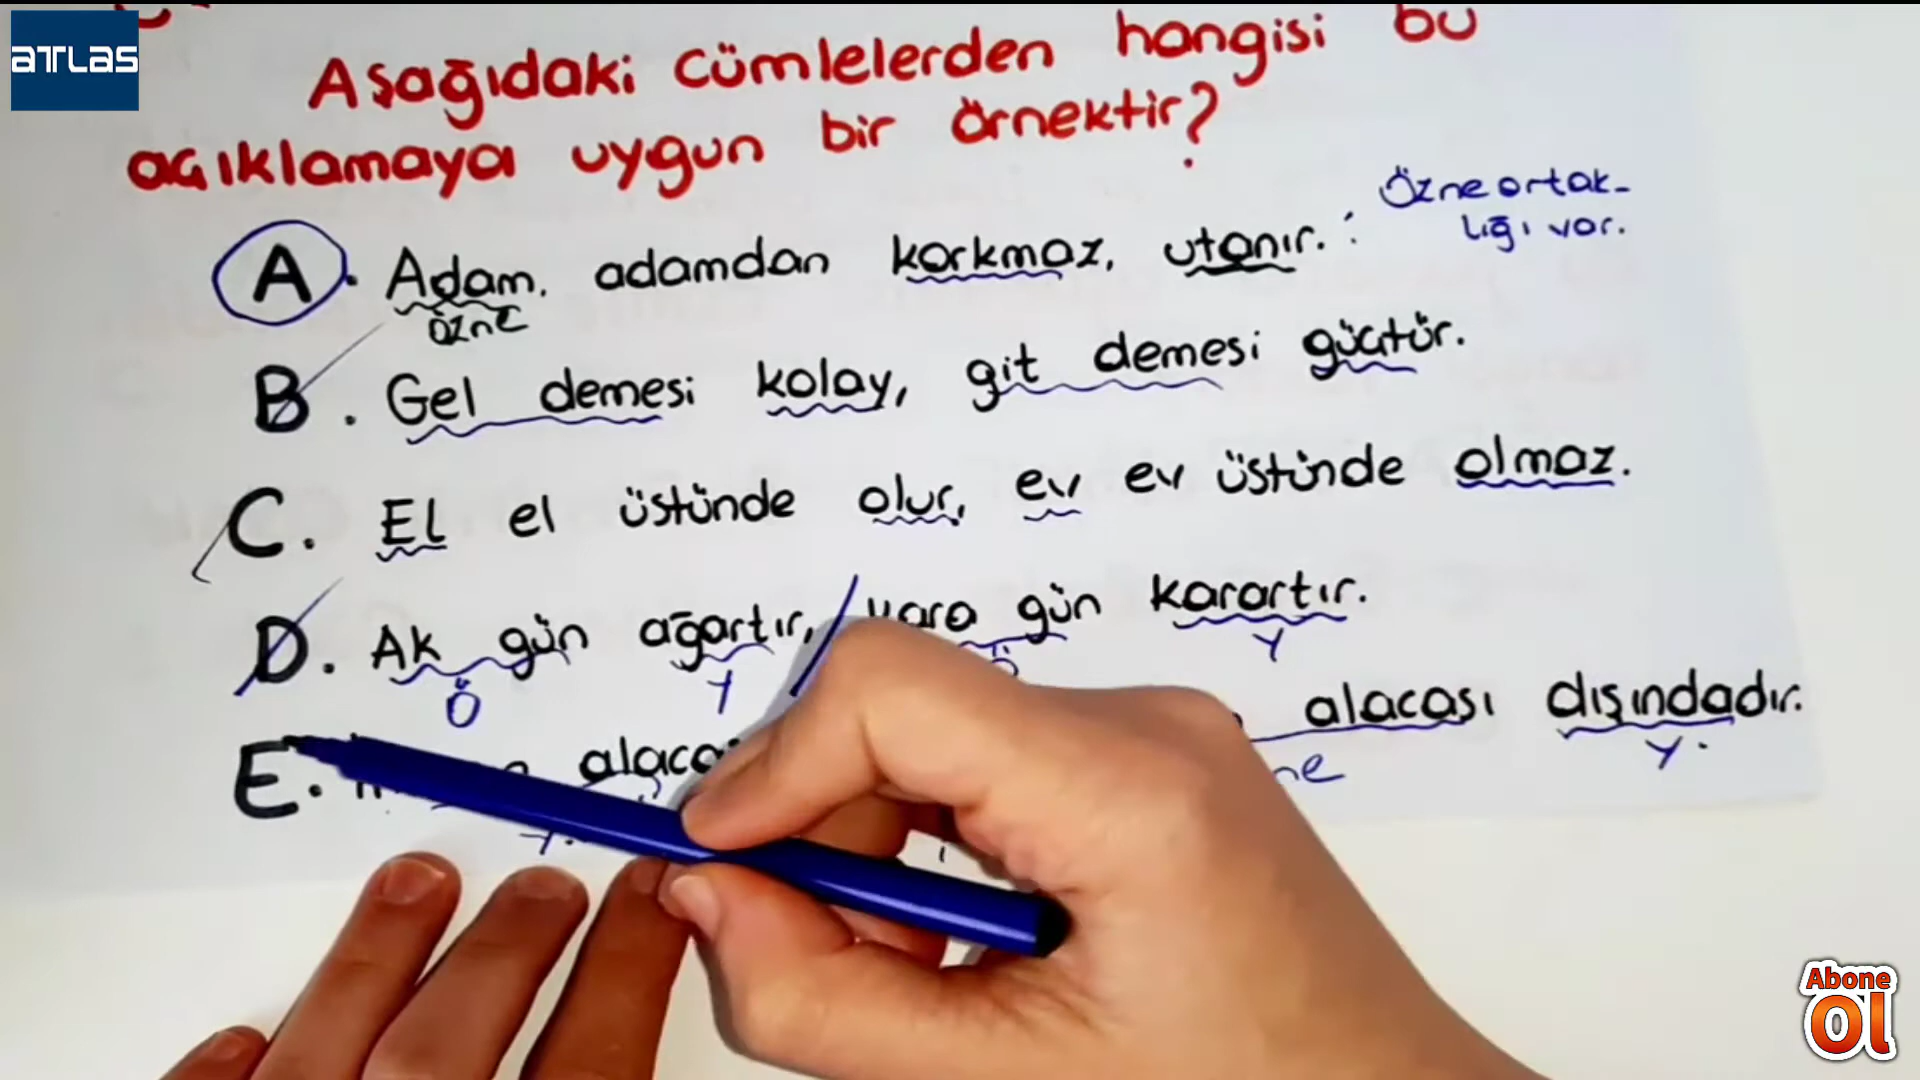 ATLAS
Aşağıdaki cümlelerden hangisi bu
açıklamaya uygun bir örnektir?
Özne ortak-
lığı var.
A. Adam, adamdan korkmaz, utanır. :
özne
B. Gel demesi kolay, git demesi güçtür.
C. El el üstünde olur, ev ev üstünde olmaz.
D. Ak gün ağartır, kara gün karartır.
Ö Y Y
E. alacası dışındadır.
Y. Y.
Abone
Ol